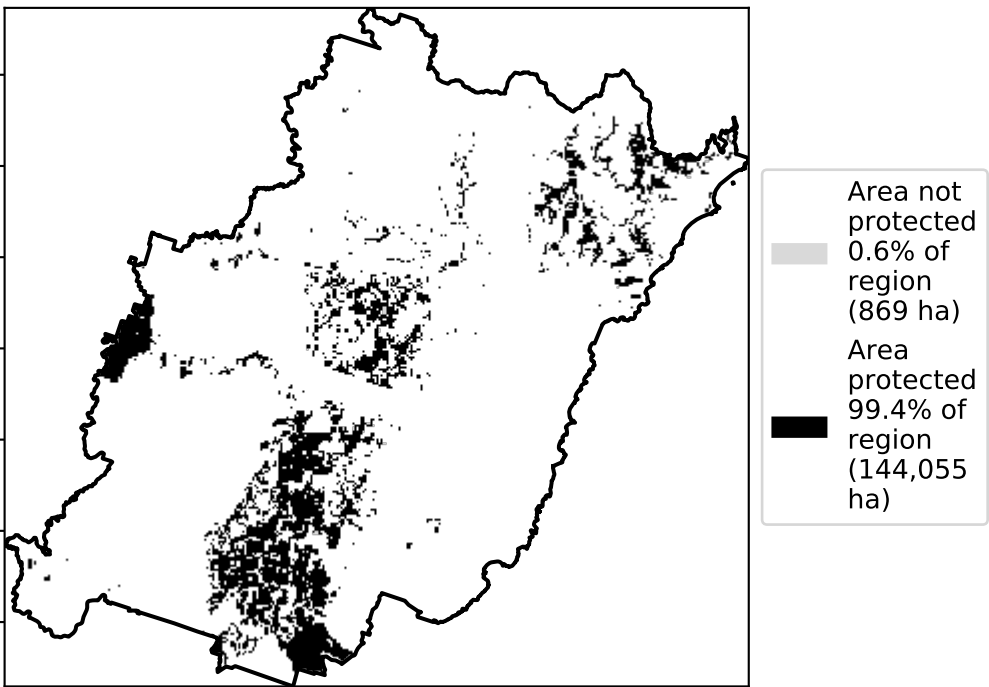 Area not
protected
0.6% of
region
(869 ha)
Area
protected
99.4% of
region
(144,055
ha)